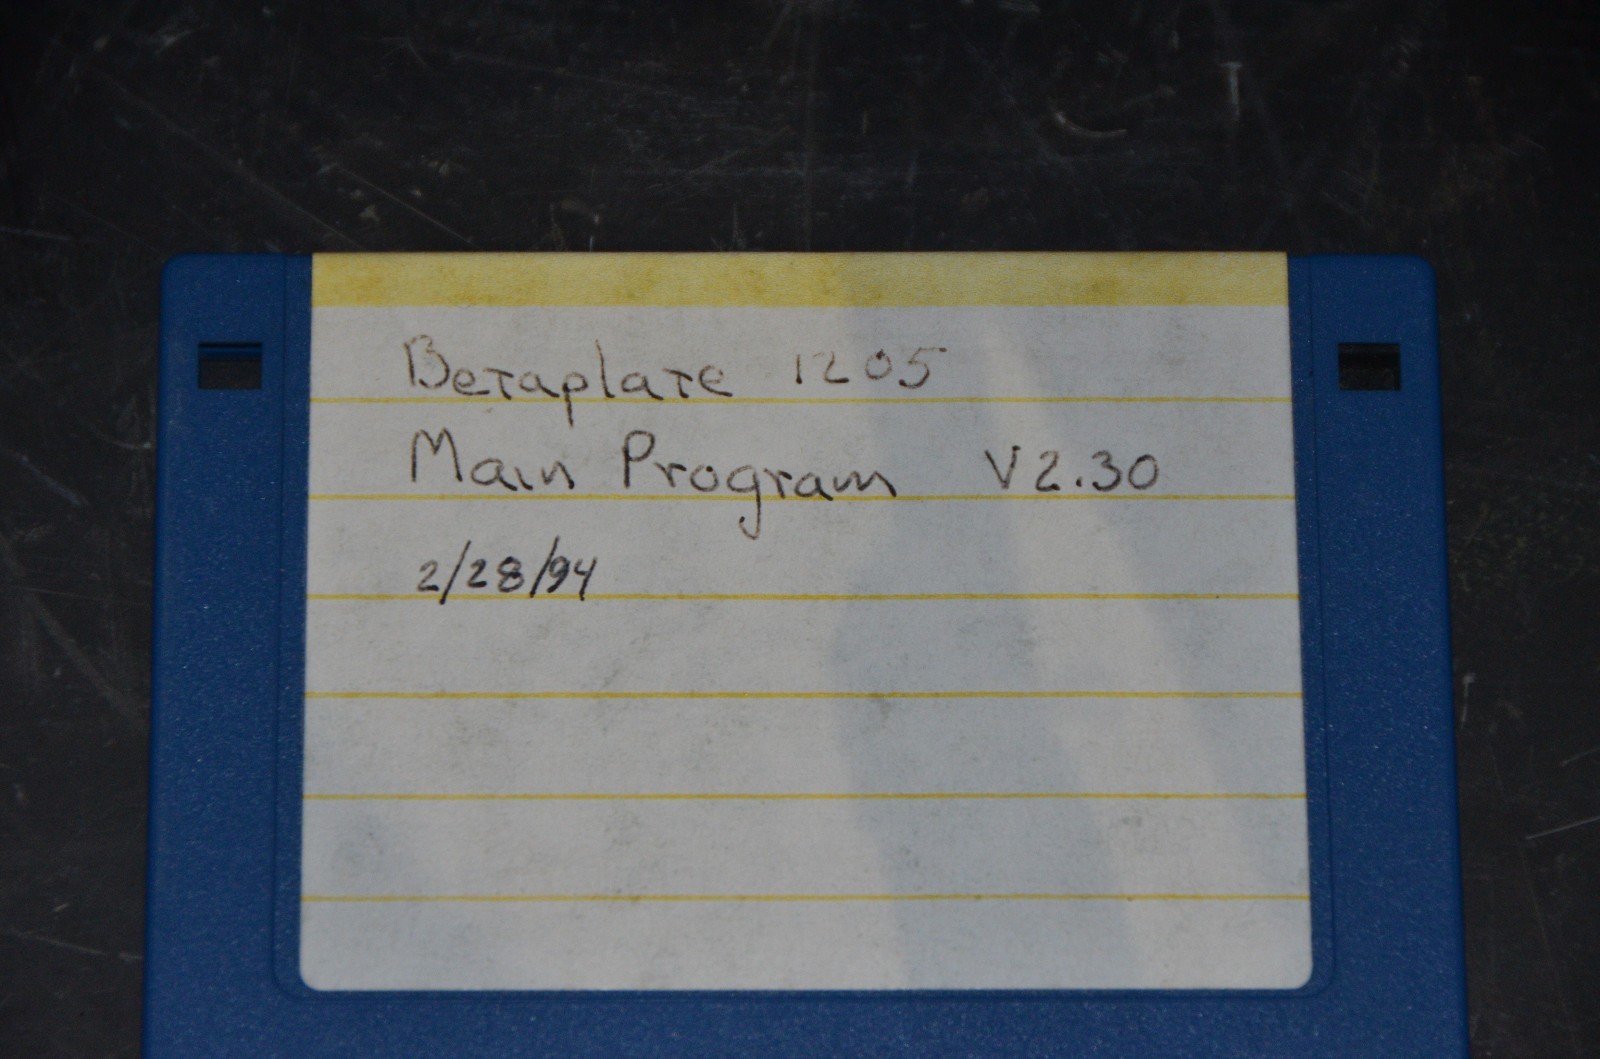 Betaplate 1205
Main Program V2.30
2/28/94